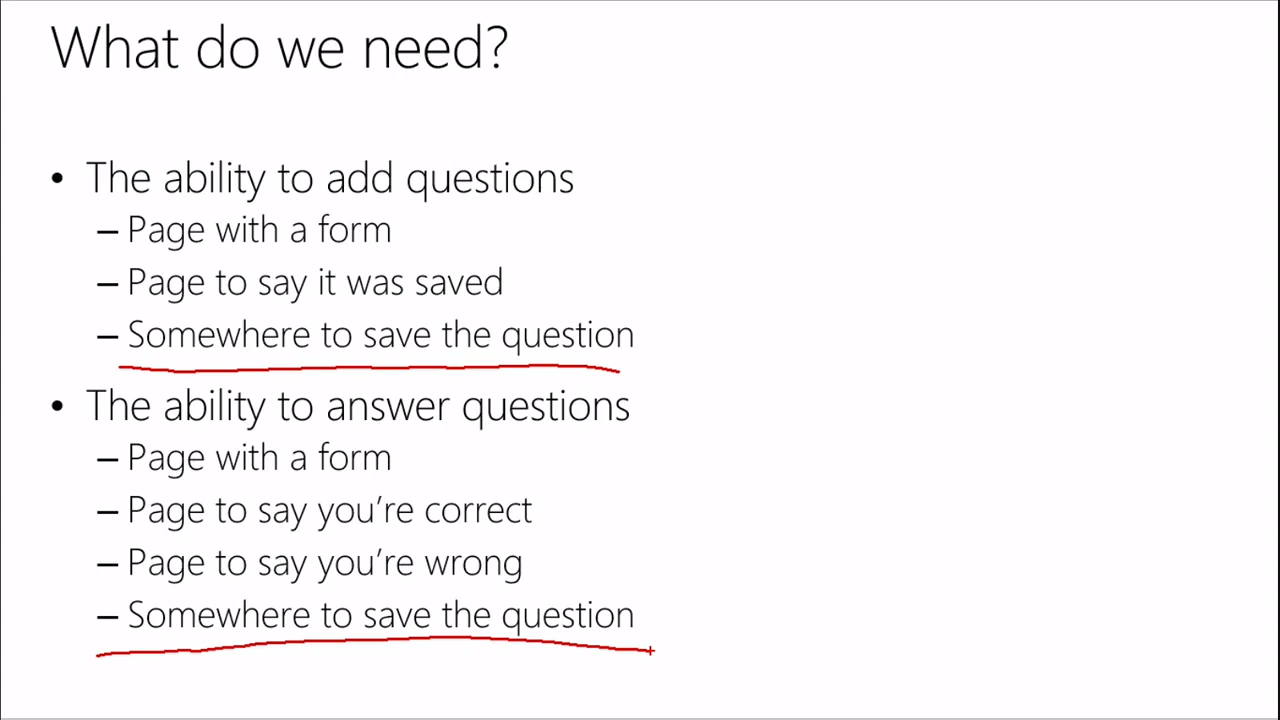 What do we need?
• The ability to add questions
– Page with a form
– Page to say it was saved
– Somewhere to save the question
• The ability to answer questions
– Page with a form
– Page to say you’re correct
– Page to say you’re wrong
– Somewhere to save the question